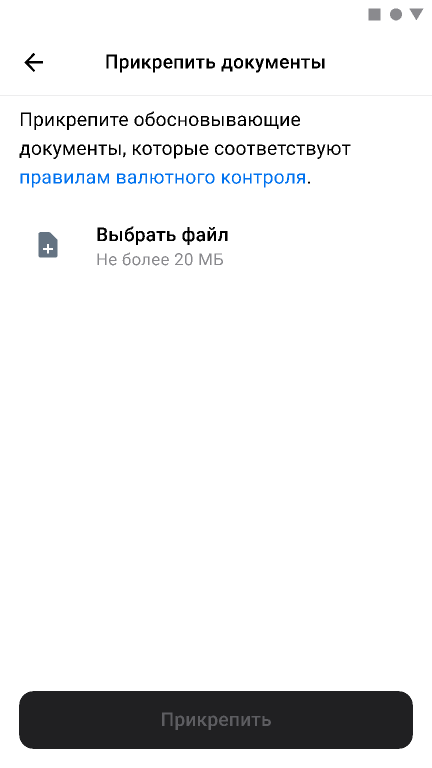 Прикрепить документы
Прикрепите обосновывающие
документы, которые соответствуют
правилам валютного контроля.
Выбрать файл
Не более 20 МБ
Прикрепить